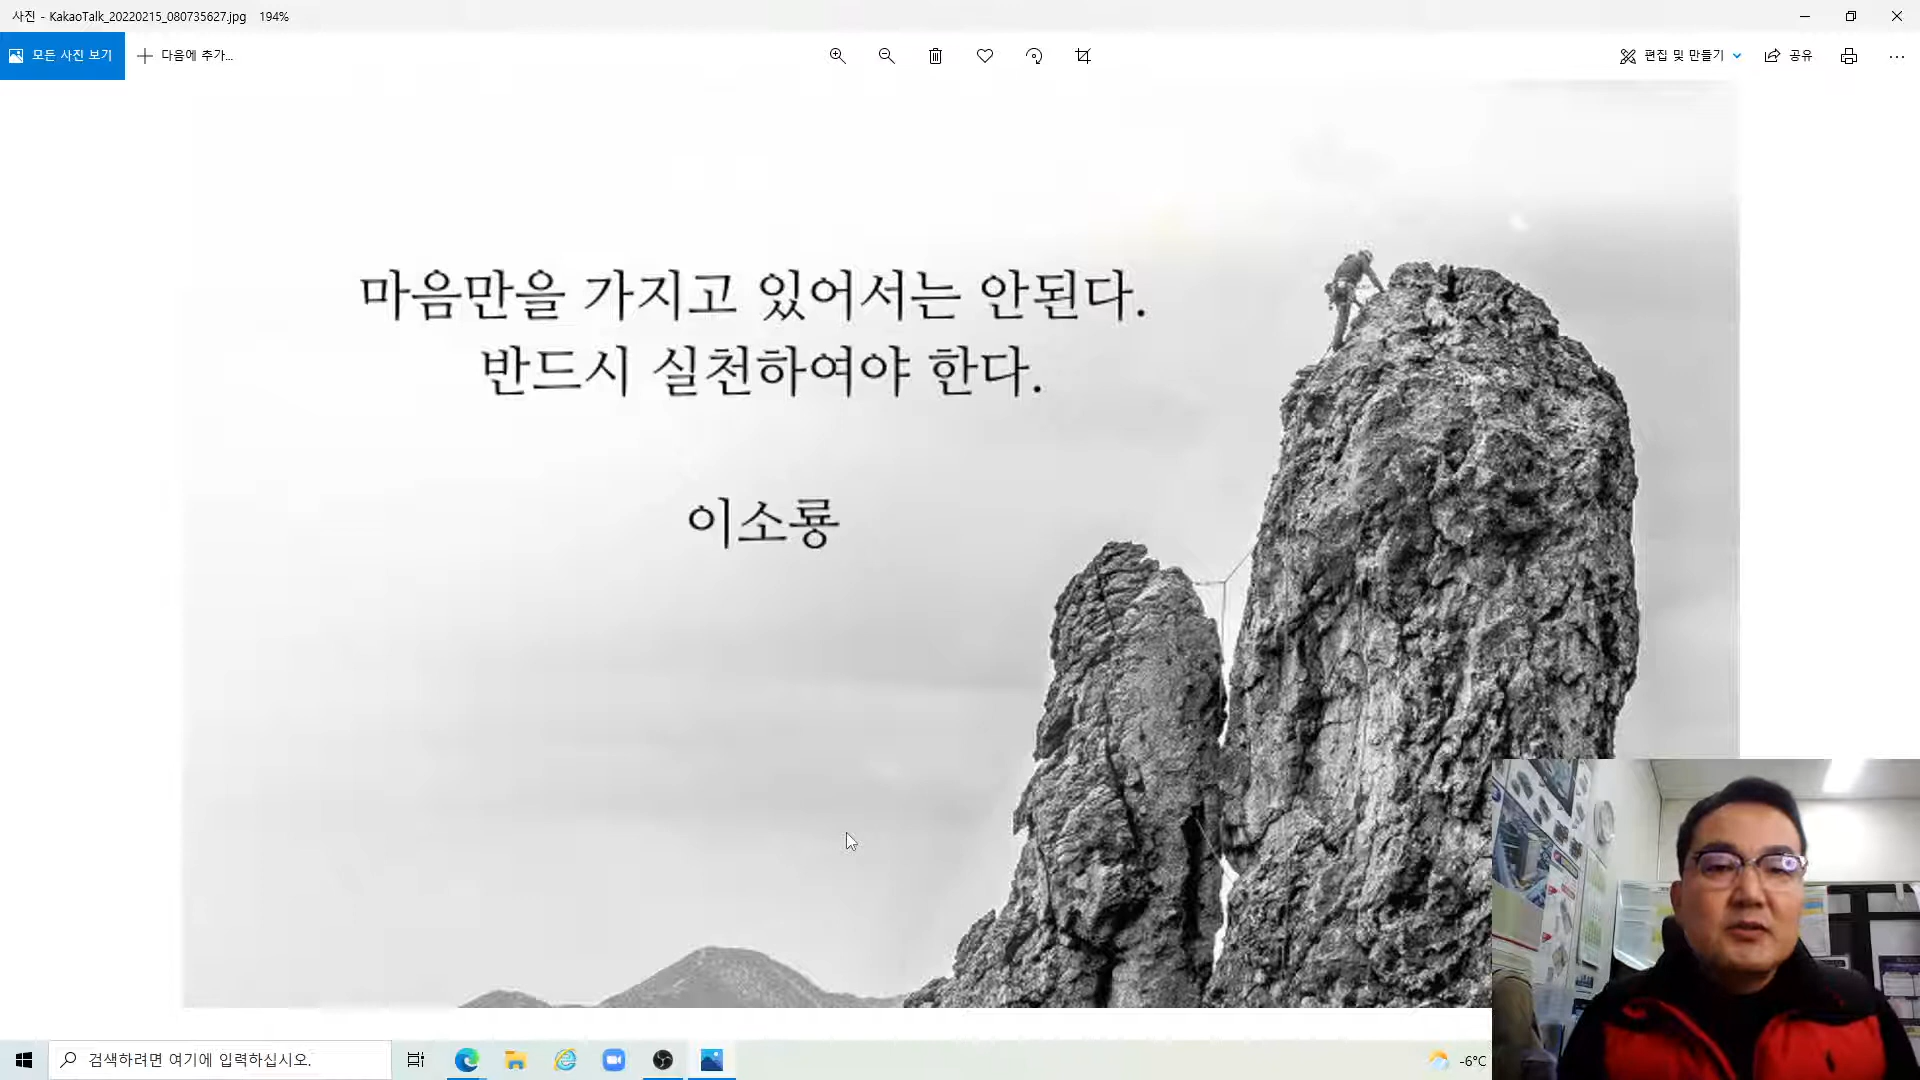 사진 - KakaoTalk_20220215_080735627.jpg 194%
모든 사진 보기 다음에 추가... 편집 및 만들기 공유
마음만을 가지고 있어서는 안된다.
반드시 실천하여야 한다.
이소룡
검색하려면 여기에 입력하십시오. -6°C